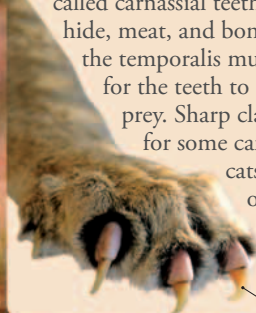 called carnassial teeth
hide, meat, and bon
the temporalis mu
for the teeth to
prey. Sharp cla
for some ca
cats
o